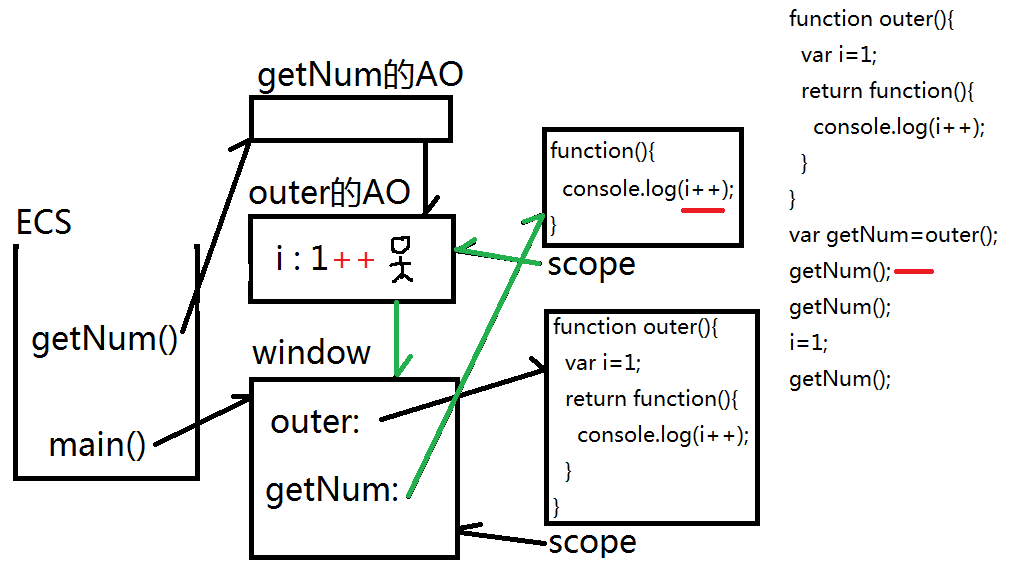 getNum的AO
outer的AO
ECS
i : 1++
getNum()
window
main()
outer:
getNum:
function(){
console.log(i++);
}
scope
function outer(){
var i=1;
return function(){
console.log(i++);
}
}
scope
function outer(){
var i=1;
return function(){
console.log(i++);
}
}
var getNum=outer();
getNum();
getNum();
i=1;
getNum();